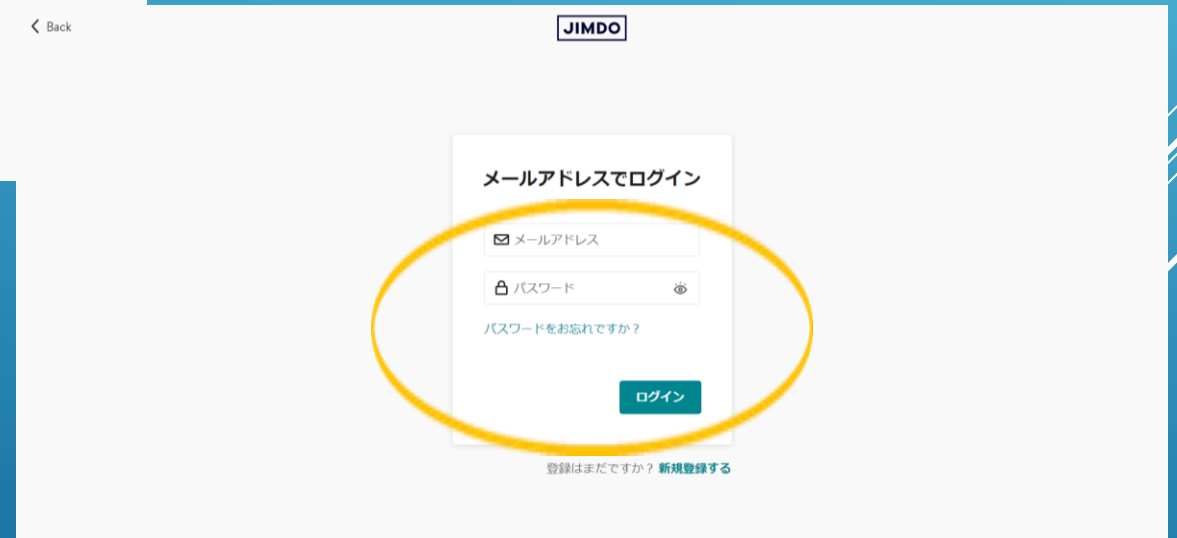 Back
JIMDO
メールアドレスでログイン
メールアドレス
パスワード
パスワードをお忘れですか？
ログイン
登録はまだですか？ 新規登録する